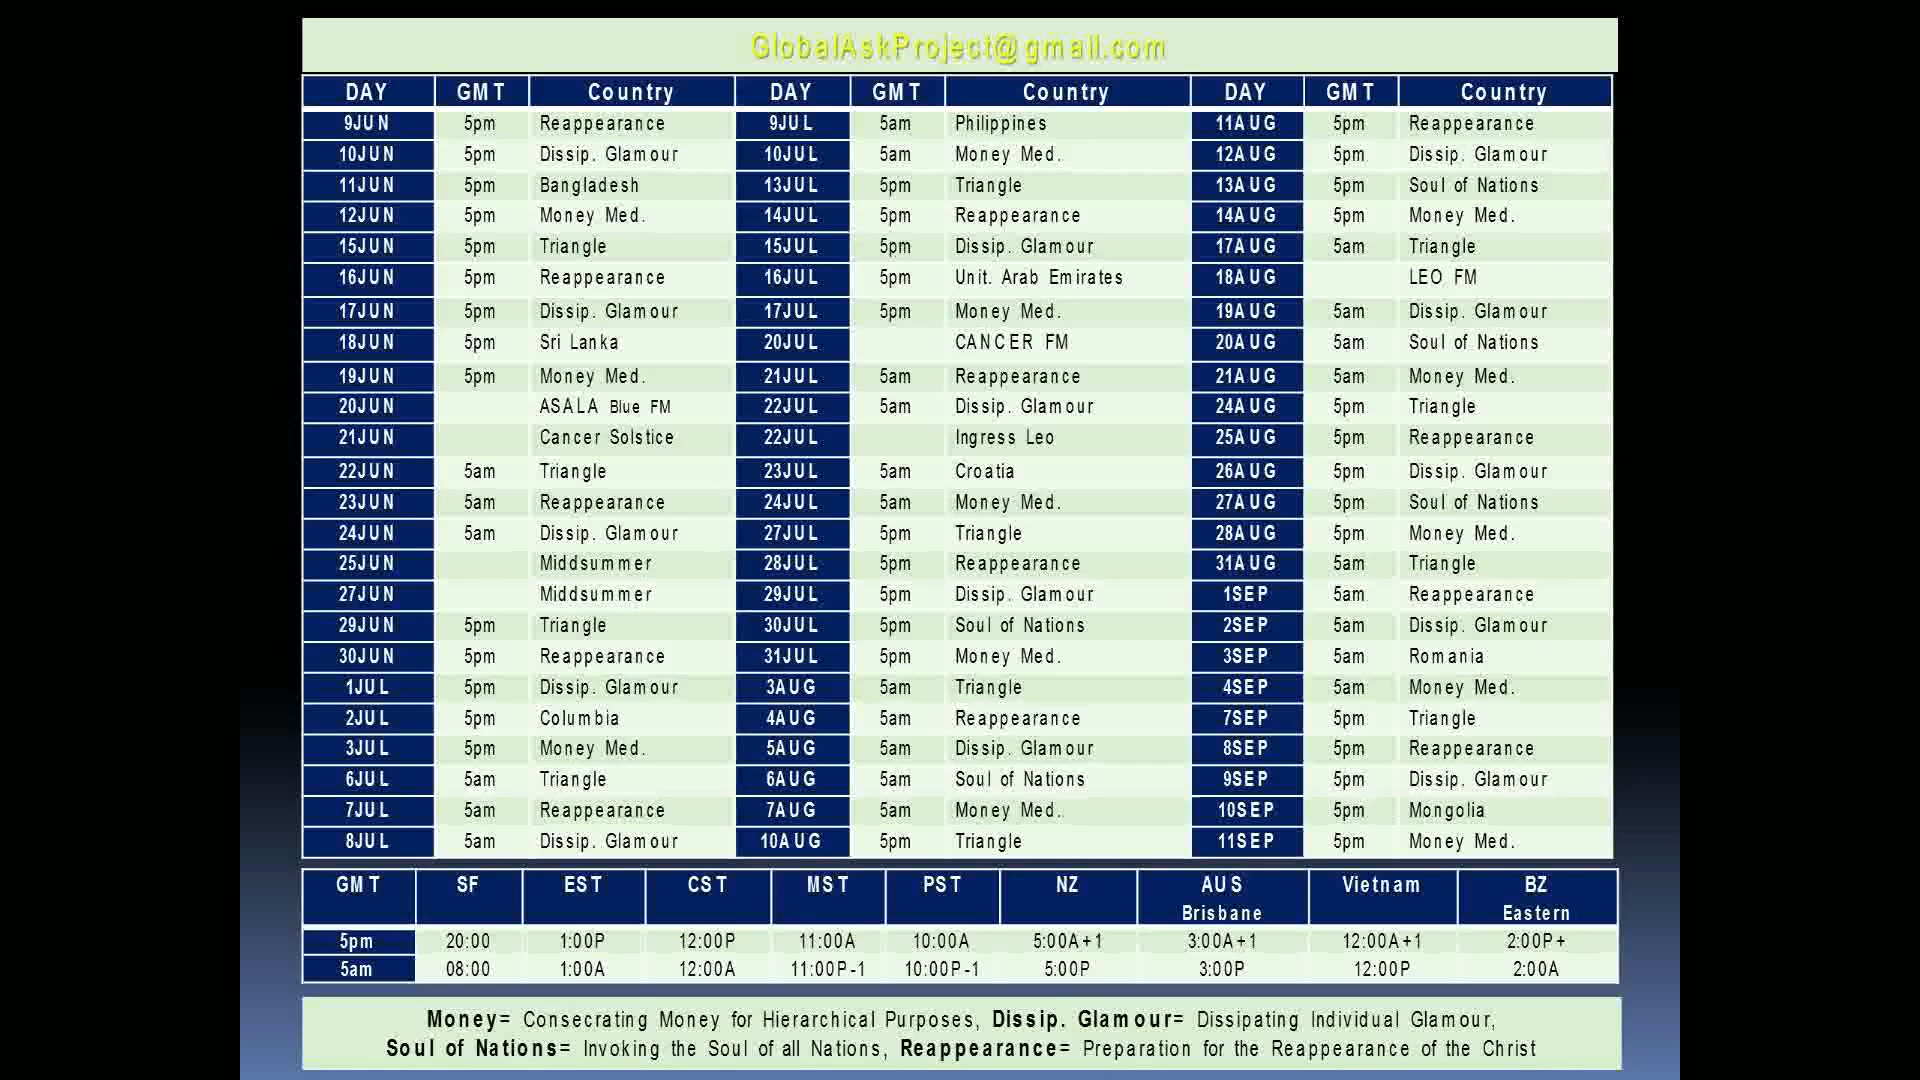 GlobalAskProject@gmail.com
DAY GMT Country DAY GMT Country DAY GMT Country
9JUN 5pm Reappearance 9JUL 5am Philippines 11AUG 5pm Reappearance
10JUN 5pm Dissip. Glamour 10JUL 5am Money Med. 12AUG 5pm Dissip. Glamour
11JUN 5pm Bangladesh 13JUL 5pm Triangle 13AUG 5pm Soul of Nations
12JUN 5pm Money Med. 14JUL 5pm Reappearance 14AUG 5pm Money Med.
15JUN 5pm Triangle 15JUL 5pm Dissip. Glamour 17AUG 5am Triangle
16JUN 5pm Reappearance 16JUL 5pm Unit. Arab Emirates 18AUG LEO FM
17JUN 5pm Dissip. Glamour 17JUL 5pm Money Med. 19AUG 5am Dissip. Glamour
18JUN 5pm Sri Lanka 20JUL CANCER FM 20AUG 5am Soul of Nations
19JUN 5pm Money Med. 21JUL 5am Reappearance 21AUG 5am Money Med.
20JUN ASALA Blue FM 22JUL 5am Dissip. Glamour 24AUG 5pm Triangle
21JUN Cancer Solstice 22JUL Ingress Leo 25AUG 5pm Reappearance
22JUN 5am Triangle 23JUL 5am Croatia 26AUG 5pm Dissip. Glamour
23JUN 5am Reappearance 24JUL 5am Money Med. 27AUG 5pm Soul of Nations
24JUN 5am Dissip. Glamour 27JUL 5pm Triangle 28AUG 5pm Money Med.
25JUN Middsummer 28JUL 5pm Reappearance 31AUG 5am Triangle
27JUN Middsummer 29JUL 5pm Dissip. Glamour 1SEP 5am Reappearance
29JUN 5pm Triangle 30JUL 5pm Soul of Nations 2SEP 5am Dissip. Glamour
30JUN 5pm Reappearance 31JUL 5pm Money Med. 3SEP 5am Romania
1JUL 5pm Dissip. Glamour 3AUG 5am Triangle 4SEP 5am Money Med.
2JUL 5pm Columbia 4AUG 5am Reappearance 7SEP 5pm Triangle
3JUL 5pm Money Med. 5AUG 5am Dissip. Glamour 8SEP 5pm Reappearance
6JUL 5am Triangle 6AUG 5am Soul of Nations 9SEP 5pm Dissip. Glamour
7JUL 5am Reappearance 7AUG 5am Money Med. 10SEP 5pm Mongolia
8JUL 5am Dissip. Glamour 10AUG 5pm Triangle 11SEP 5pm Money Med.
GMT SF EST CST MST PST NZ AUS Vietnam BZ
Brisbane Eastern
5pm 20:00 1:00P 12:00P 11:00A 10:00A 5:00A+1 3:00A+1 12:00A+1 2:00P+
5am 08:00 1:00A 12:00A 11:00P-1 10:00P-1 5:00P 3:00P 12:00P 2:00A
Money= Consecrating Money for Hierarchical Purposes, Dissip. Glamour= Dissipating Individual Glamour,
Soul of Nations= Invoking the Soul of all Nations, Reappearance= Preparation for the Reappearance of the Christ